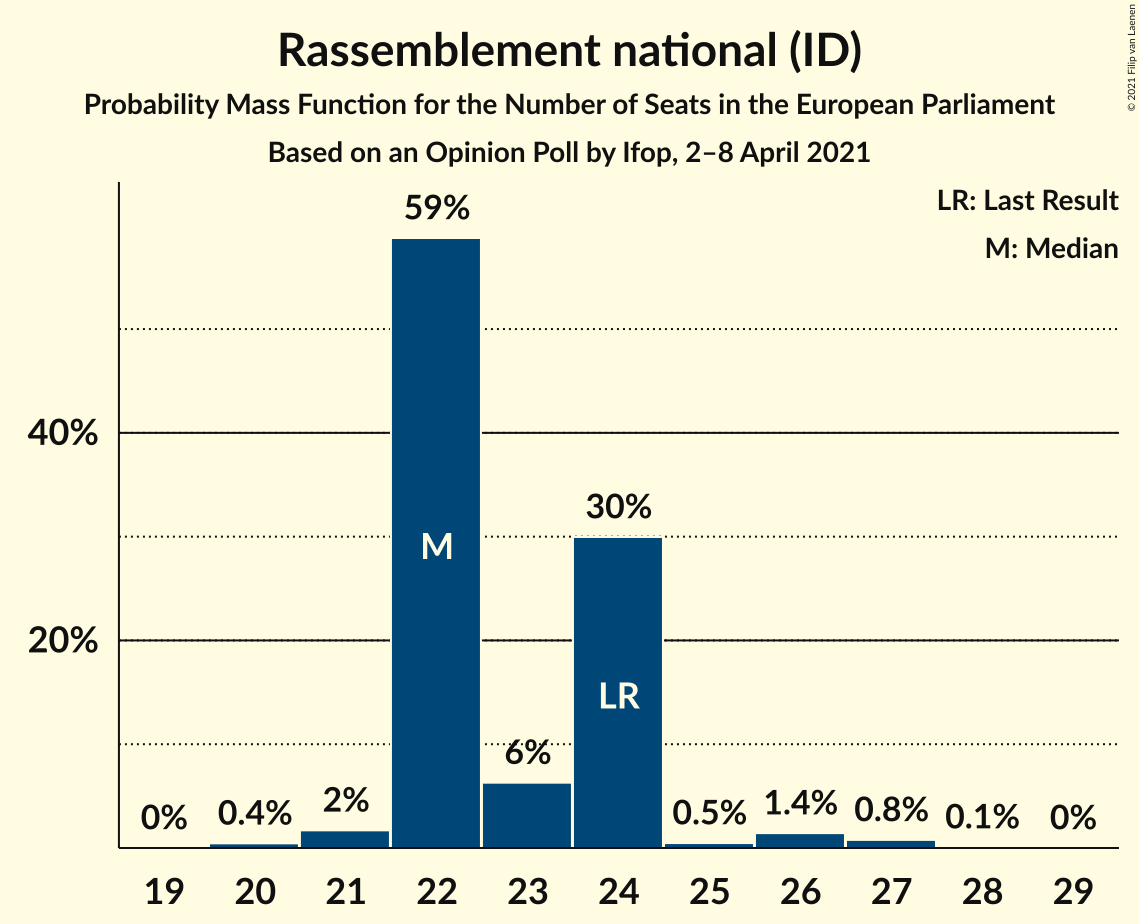 Rassemblement national (ID)
Probability Mass Function for the Number of Seats in the European Parliament
Based on an Opinion Poll by Ifop, 2–8 April 2021
© 2021 Filip van Laenen
LR: Last Result
M: Median
59%
40%
30%
M
20%
LR
6%
0%
0.4%
2%
0.5%
1.4%
0.8%
0.1%
0%
19 20 21 22 23 24 25 26 27 28 29